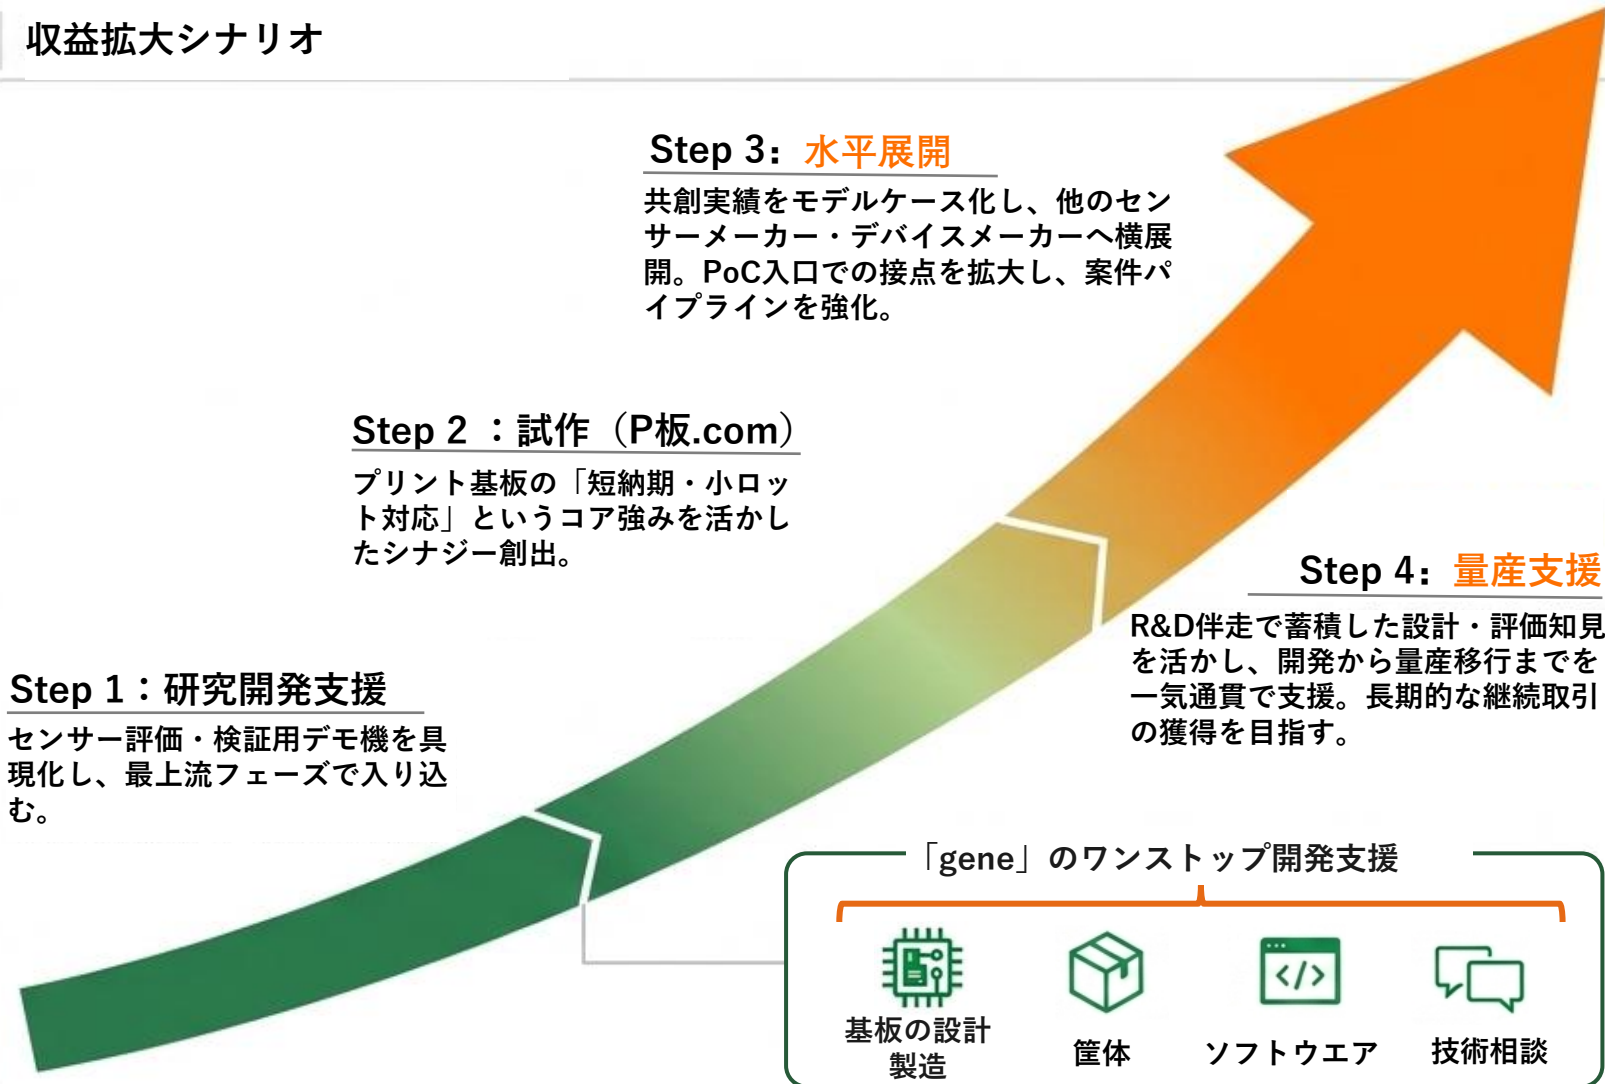 収益拡大シナリオ
Step 3：水平展開
共創実績をモデルケース化し、他のセン
サーメーカー・デバイスメーカーへ横展
開。PoC入口での接点を拡大し、案件パ
イプラインを強化。
Step 2 ：試作（P板.com）
プリント基板の「短納期・小ロッ
ト対応」というコア強みを活かし
たシナジー創出。
Step 4：量産支援
R&D伴走で蓄積した設計・評価知見
を活かし、開発から量産移行までを
一気通貫で支援。長期的な継続取引
の獲得を目指す。
Step 1：研究開発支援
センサー評価・検証用デモ機を具
現化し、最上流フェーズで入り込
む。
「gene」のワンストップ開発支援
</>
基板の設計
製造
筐体
ソフトウエア
技術相談